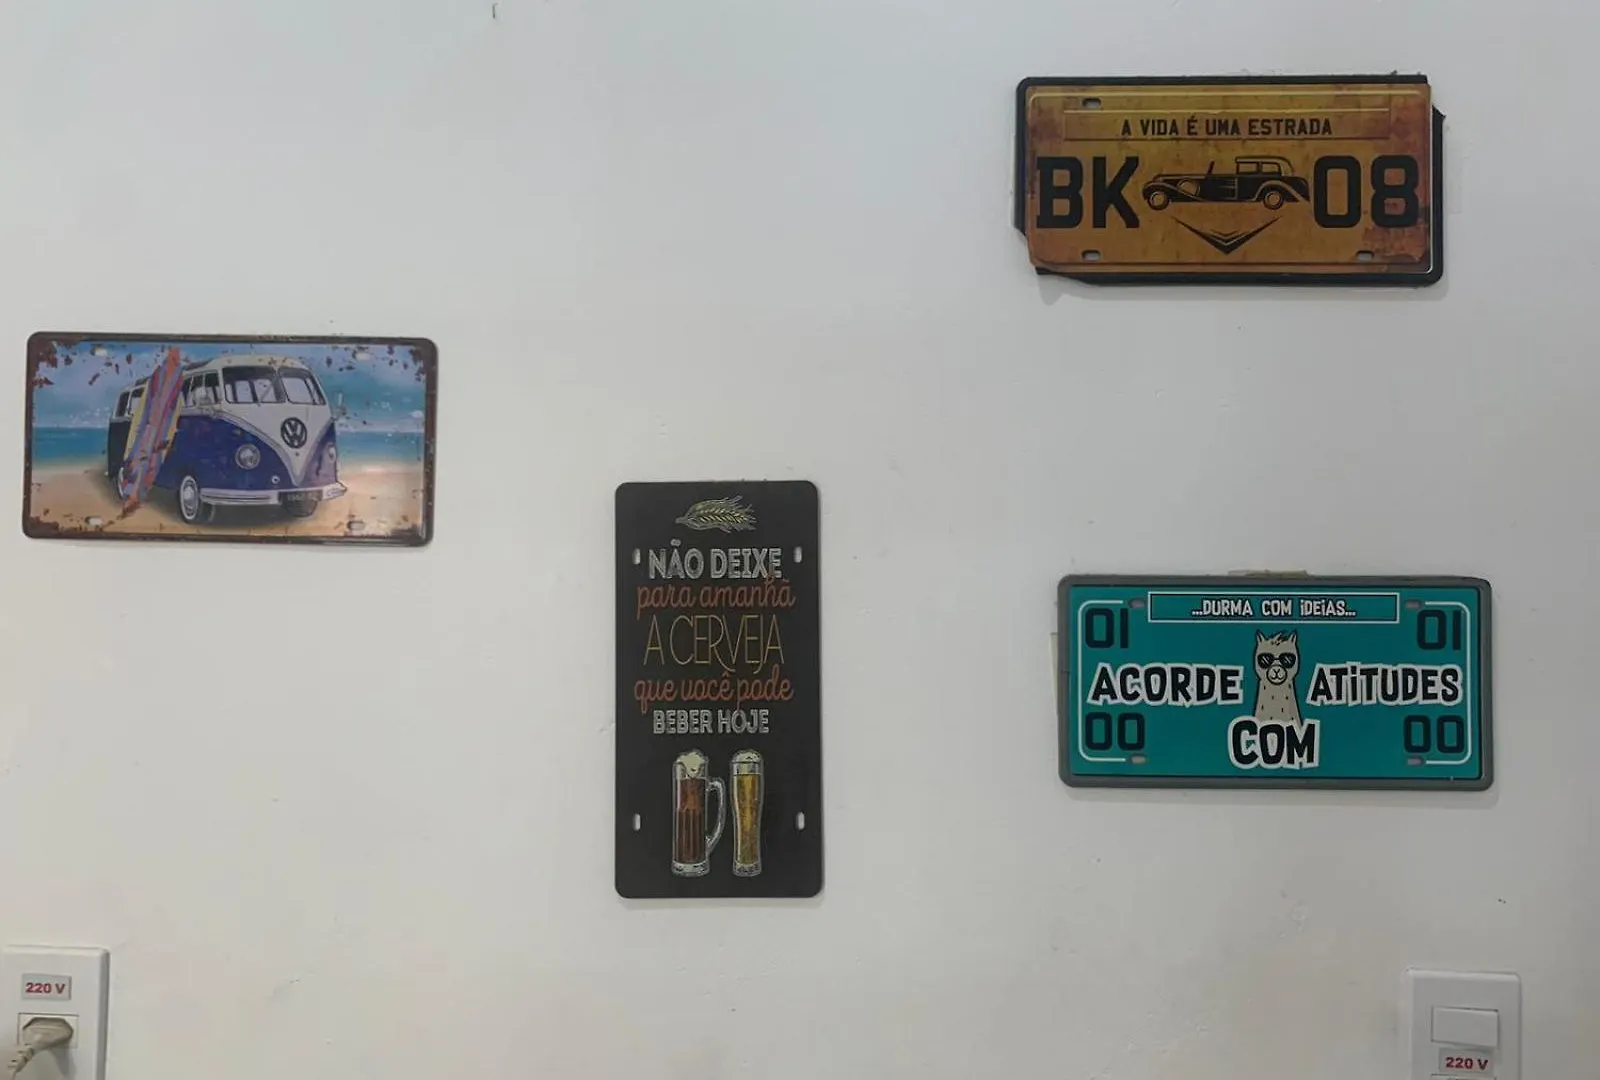 A VIDA É UMA ESTRADA
BK 08
VW
NÃO DEIXE
para amanhã
A CERVEJA
que você pode
BEBER HOJE
...DURMA COM IDEIAS...
01 01
ACORDE ATITUDES
00 COM 00
220 V
220 V